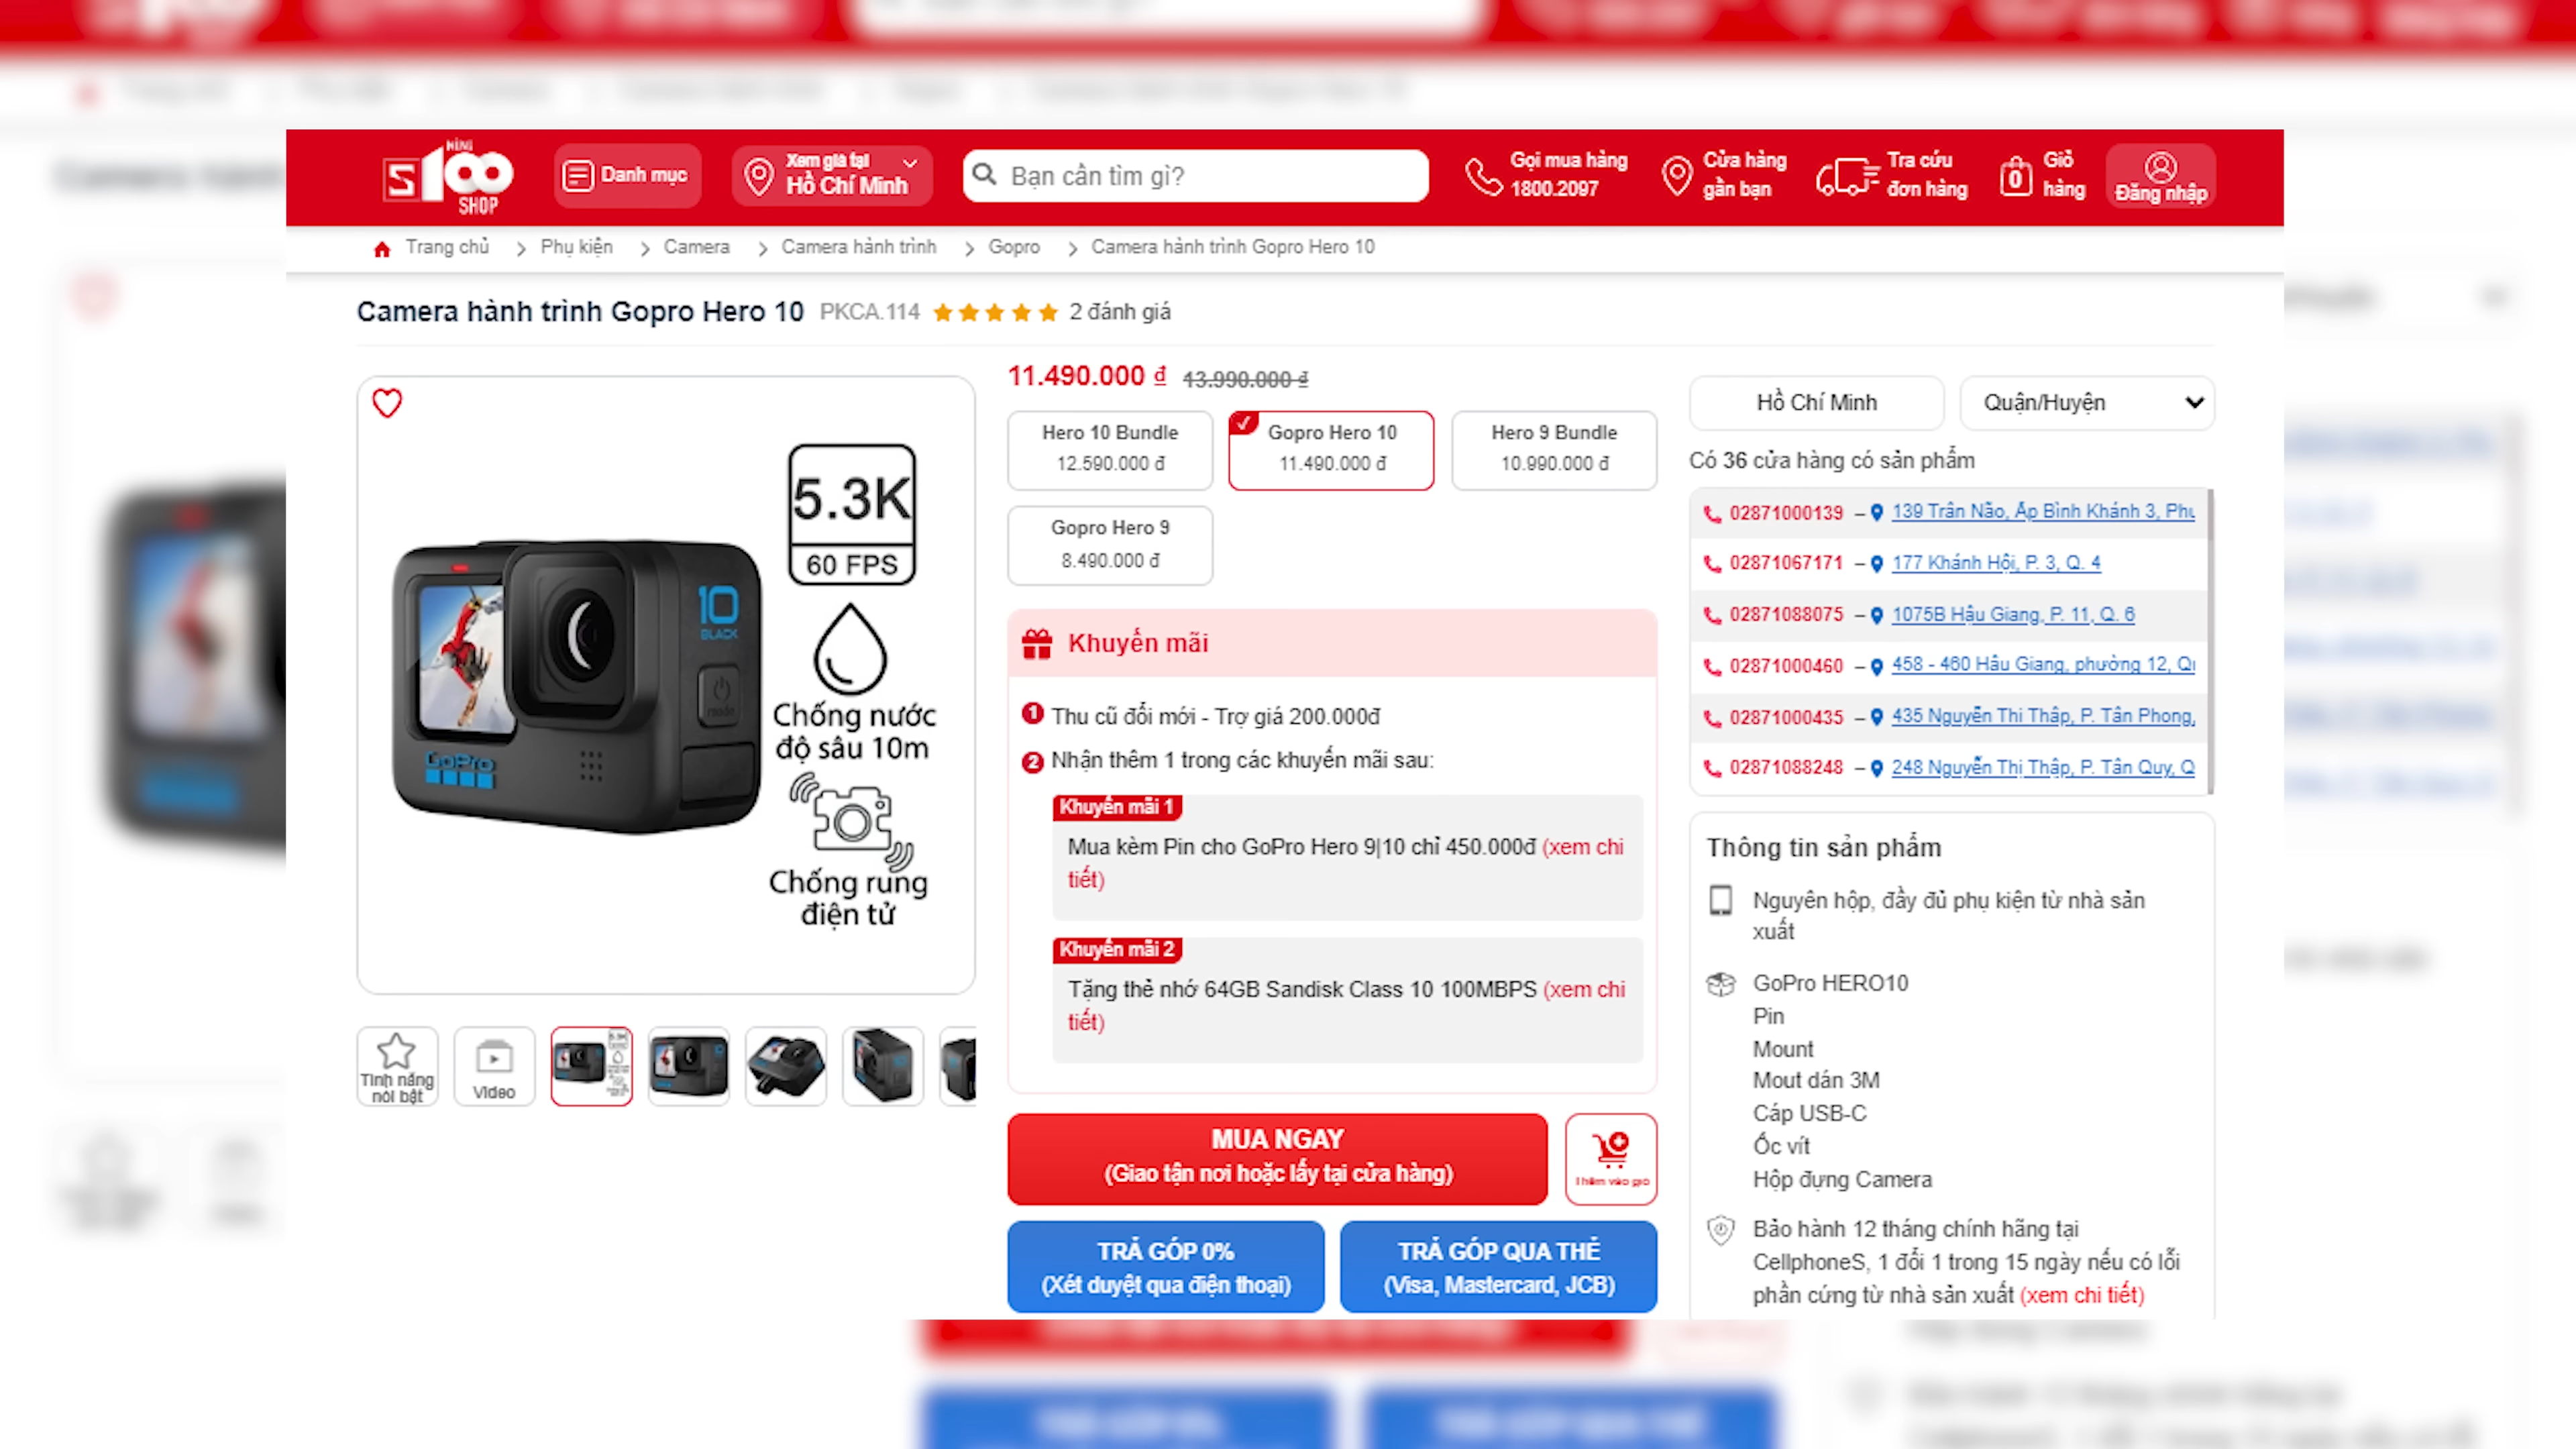 MINI
S100
SHOP
Danh mục
Xem giá tại
Hồ Chí Minh
Bạn cần tìm gì?
Gọi mua hàng
1800.2097
Cửa hàng
gần bạn
Tra cứu
đơn hàng
0
Giỏ
hàng
Đăng nhập
Trang chủ > Phụ kiện > Camera > Camera hành trình > Gopro > Camera hành trình Gopro Hero 10
Camera hành trình Gopro Hero 10 PKCA.114 2 đánh giá
5.3K
60 FPS
10
BLACK
mode
GoPro
Chống nước
độ sâu 10m
Chống rung
điện tử
Tính năng
nổi bật
Video
11.490.000 ₫ 13.990.000 ₫
Hero 10 Bundle
12.590.000 đ
Gopro Hero 10
11.490.000 đ
Hero 9 Bundle
10.990.000 đ
Gopro Hero 9
8.490.000 đ
Khuyến mãi
1 Thu cũ đổi mới - Trợ giá 200.000đ
2 Nhận thêm 1 trong các khuyến mãi sau:
Khuyến mãi 1
Mua kèm Pin cho GoPro Hero 9|10 chỉ 450.000đ (xem chi
tiết)
Khuyến mãi 2
Tặng thẻ nhớ 64GB Sandisk Class 10 100MBPS (xem chi
tiết)
MUA NGAY
(Giao tận nơi hoặc lấy tại cửa hàng)
Thêm vào giỏ
TRẢ GÓP 0%
(Xét duyệt qua điện thoại)
TRẢ GÓP QUA THẺ
(Visa, Mastercard, JCB)
Hồ Chí Minh
Quận/Huyện
Có 36 cửa hàng có sản phẩm
02871000139 – 139 Trần Não, Ấp Bình Khánh 3, Phu
02871067171 – 177 Khánh Hội, P. 3, Q. 4
02871088075 – 1075B Hậu Giang, P. 11, Q. 6
02871000460 – 458 - 460 Hậu Giang, phường 12, Qu
02871000435 – 435 Nguyễn Thị Thập, P. Tân Phong,
02871088248 – 248 Nguyễn Thị Thập, P. Tân Quy, Q
Thông tin sản phẩm
Nguyên hộp, đầy đủ phụ kiện từ nhà sản
xuất
GoPro HERO10
Pin
Mount
Mout dán 3M
Cáp USB-C
Ốc vít
Hộp đựng Camera
Bảo hành 12 tháng chính hãng tại
CellphoneS, 1 đổi 1 trong 15 ngày nếu có lỗi
phần cứng từ nhà sản xuất (xem chi tiết)